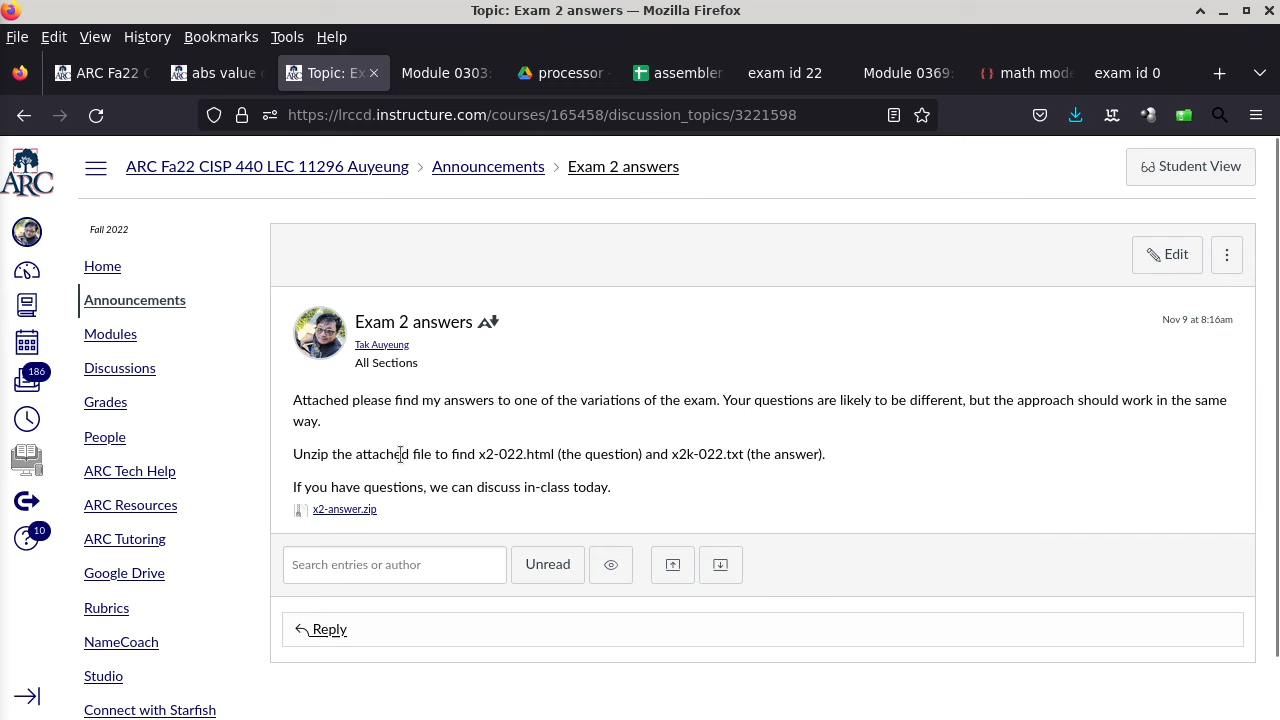 Topic: Exam 2 answers — Mozilla Firefox
File Edit View History Bookmarks Tools Help
ARC Fa22 C abs value Topic: Ex Module 0303: processor - assembler exam id 22 Module 0369: math mode exam id 0
https://lrccd.instructure.com/courses/165458/discussion_topics/3221598
ARC
ARC Fa22 CISP 440 LEC 11296 Auyeung > Announcements > Exam 2 answers
Student View
Fall 2022
Home
Announcements
Modules
Discussions
Grades
People
ARC Tech Help
ARC Resources
ARC Tutoring
Google Drive
Rubrics
NameCoach
Studio
Connect with Starfish
186
10
Edit
Exam 2 answers
Nov 9 at 8:16am
Tak Auyeung
All Sections
Attached please find my answers to one of the variations of the exam. Your questions are likely to be different, but the approach should work in the same
way.
Unzip the attached file to find x2-022.html (the question) and x2k-022.txt (the answer).
If you have questions, we can discuss in-class today.
x2-answer.zip
Search entries or author
Unread
Reply